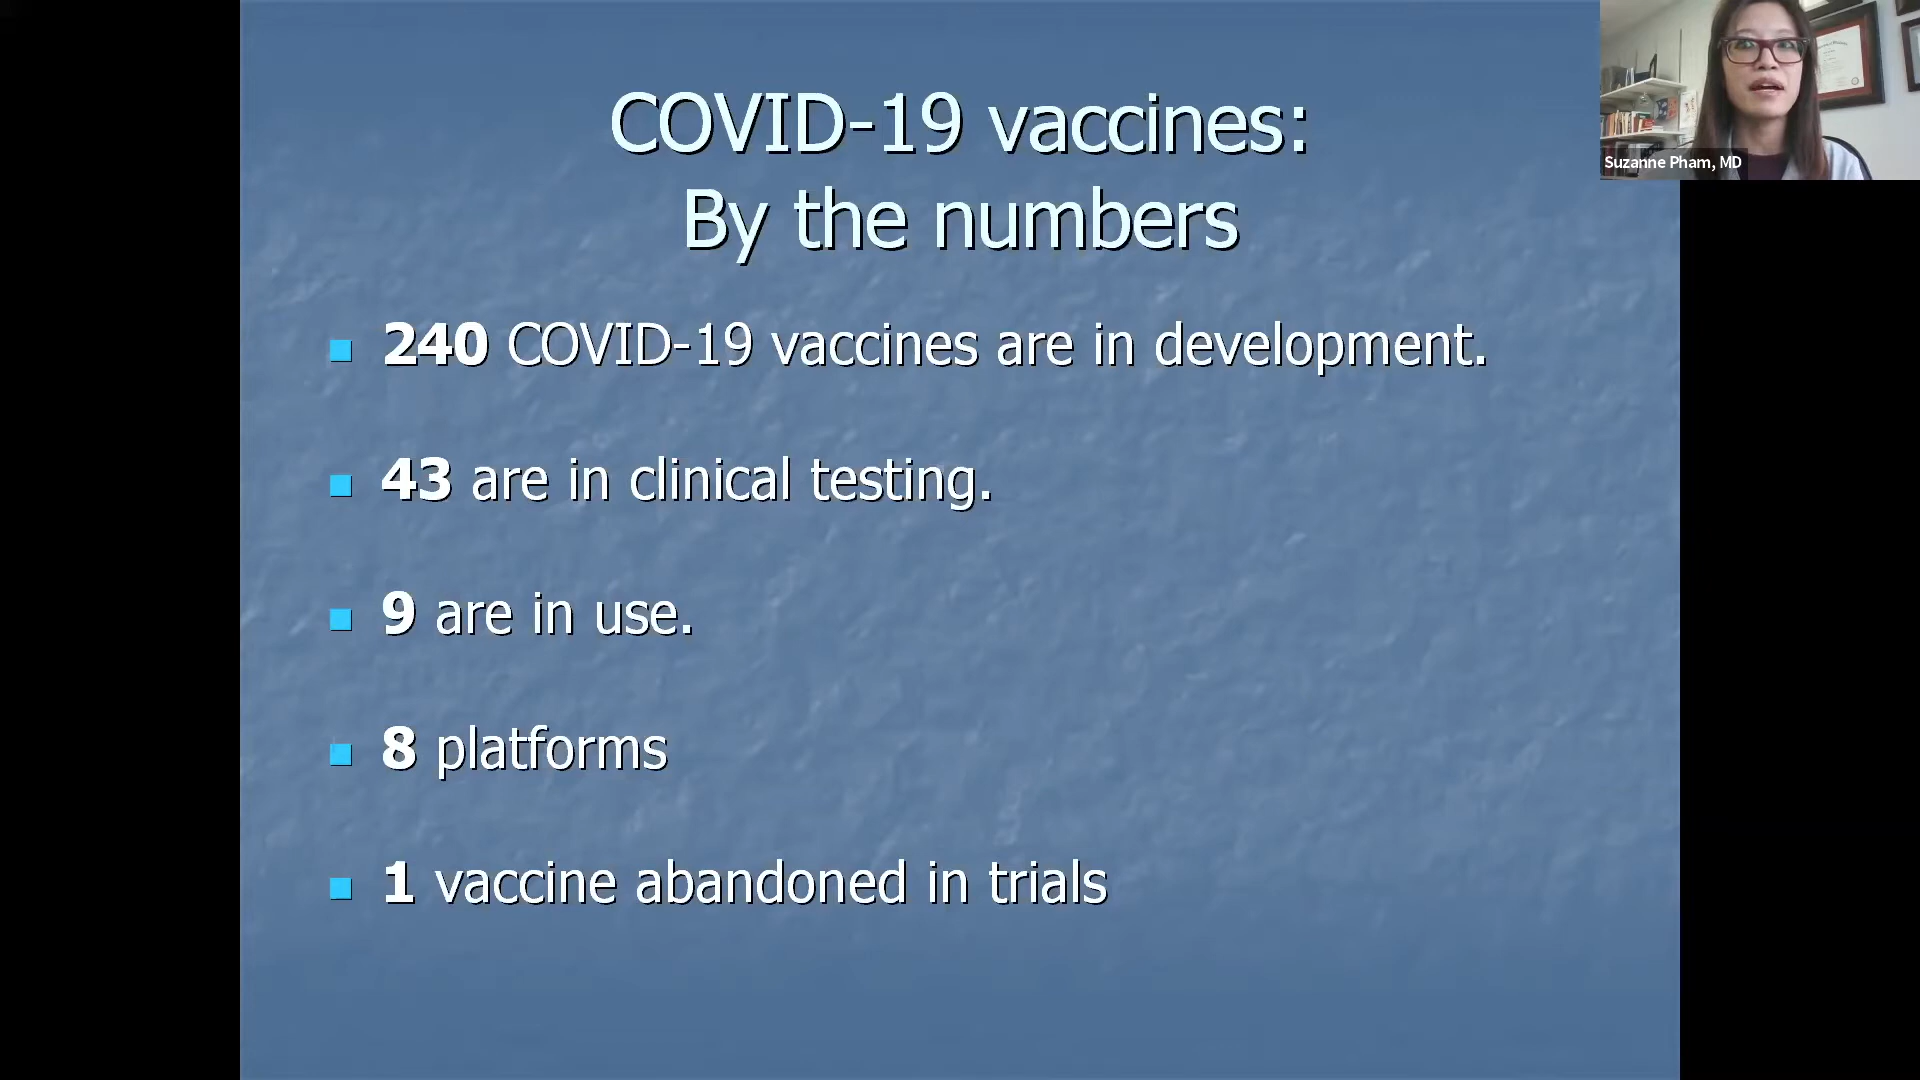 COVID-19 vaccines:
By the numbers
240 COVID-19 vaccines are in development.
43 are in clinical testing.
9 are in use.
8 platforms
1 vaccine abandoned in trials
Suzanne Pham, MD